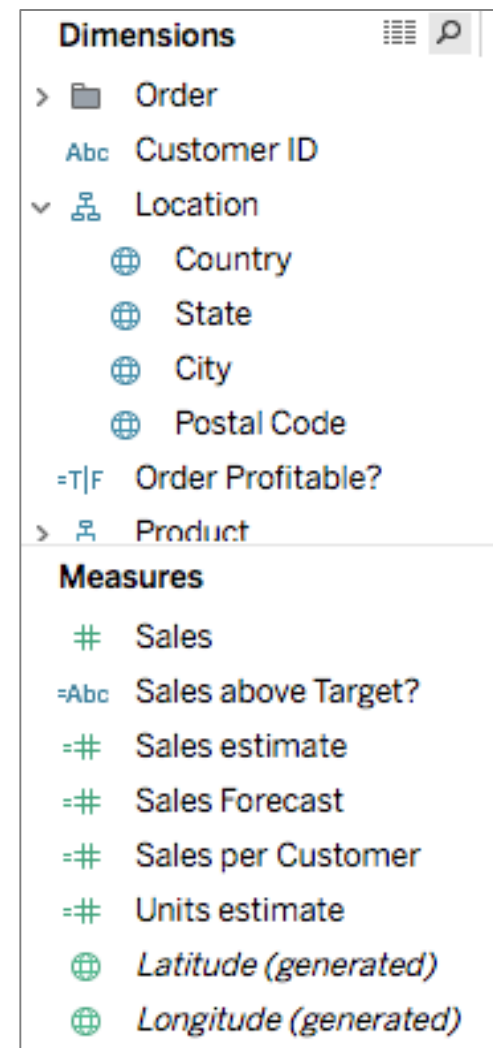 Dimensions
Order
Abc Customer ID
Location
Country
State
City
Postal Code
=T|F Order Profitable?
Product
Measures
# Sales
=Abc Sales above Target?
=# Sales estimate
=# Sales Forecast
=# Sales per Customer
=# Units estimate
Latitude (generated)
Longitude (generated)